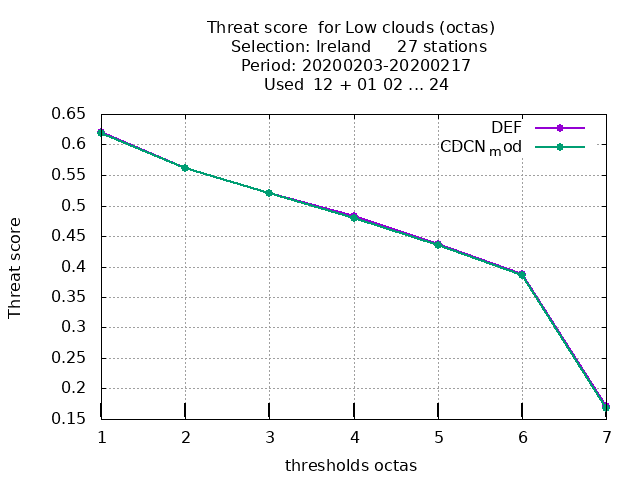 Threat score  for Low clouds (octas)
Selection: Ireland     27 stations
Period: 20200203-20200217
Used  12 + 01 02 ... 24
DEF
CDCNmod
0.65
0.6
0.55
0.5
0.45
0.4
0.35
0.3
0.25
0.2
0.15
Threat score
1 2 3 4 5 6 7
thresholds octas